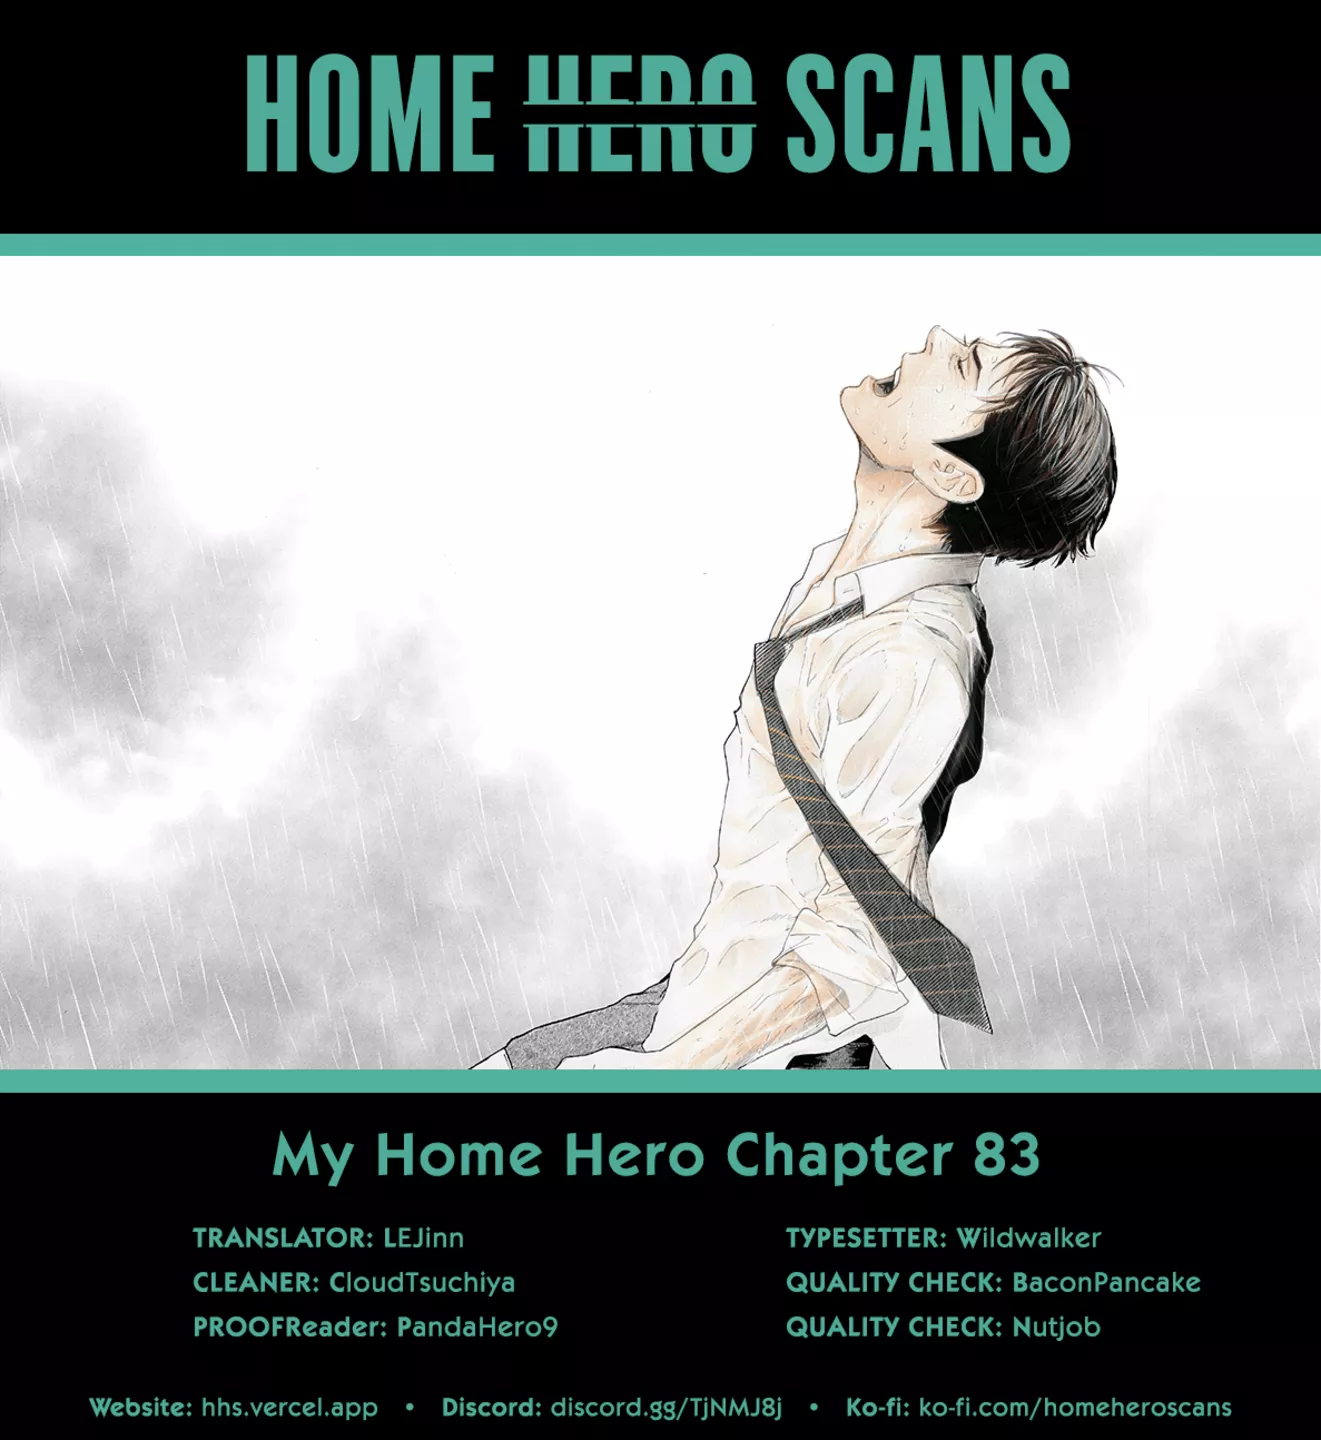 HOME HERO SCANS
My Home Hero Chapter 83
TRANSLATOR: LEJinn
TYPESETTER: Wildwalker
CLEANER: CloudTsuchiya
QUALITY CHECK: BaconPancake
PROOFReader: PandaHero9
QUALITY CHECK: Nutjob
Website: hhs.vercel.app • Discord: discord.gg/TjNMJ8j • Ko-fi: ko-fi.com/homeheroscans